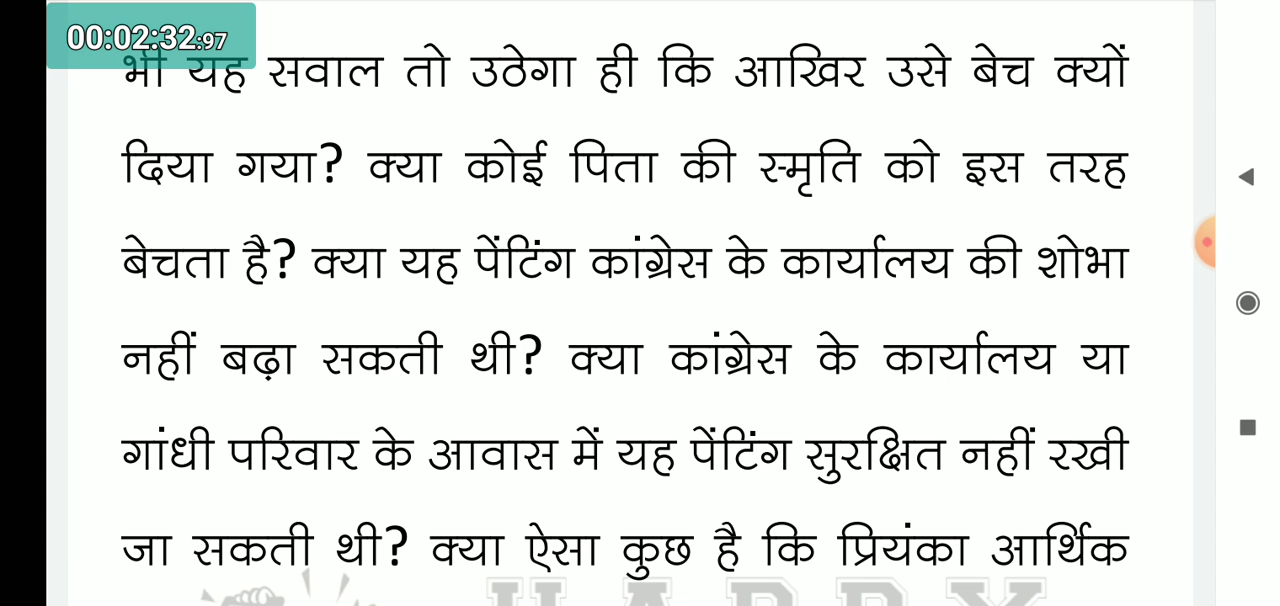 00:02:32:97
भी यह सवाल तो उठेगा ही कि आखिर उसे बेच क्यों
दिया गया? क्या कोई पिता की स्मृति को इस तरह
बेचता है? क्या यह पेंटिंग कांग्रेस के कार्यालय की शोभा
नहीं बढ़ा सकती थी? क्या कांग्रेस के कार्यालय या
गांधी परिवार के आवास में यह पेंटिंग सुरक्षित नहीं रखी
जा सकती थी? क्या ऐसा कुछ है कि प्रियंका आर्थिक
HAPPY